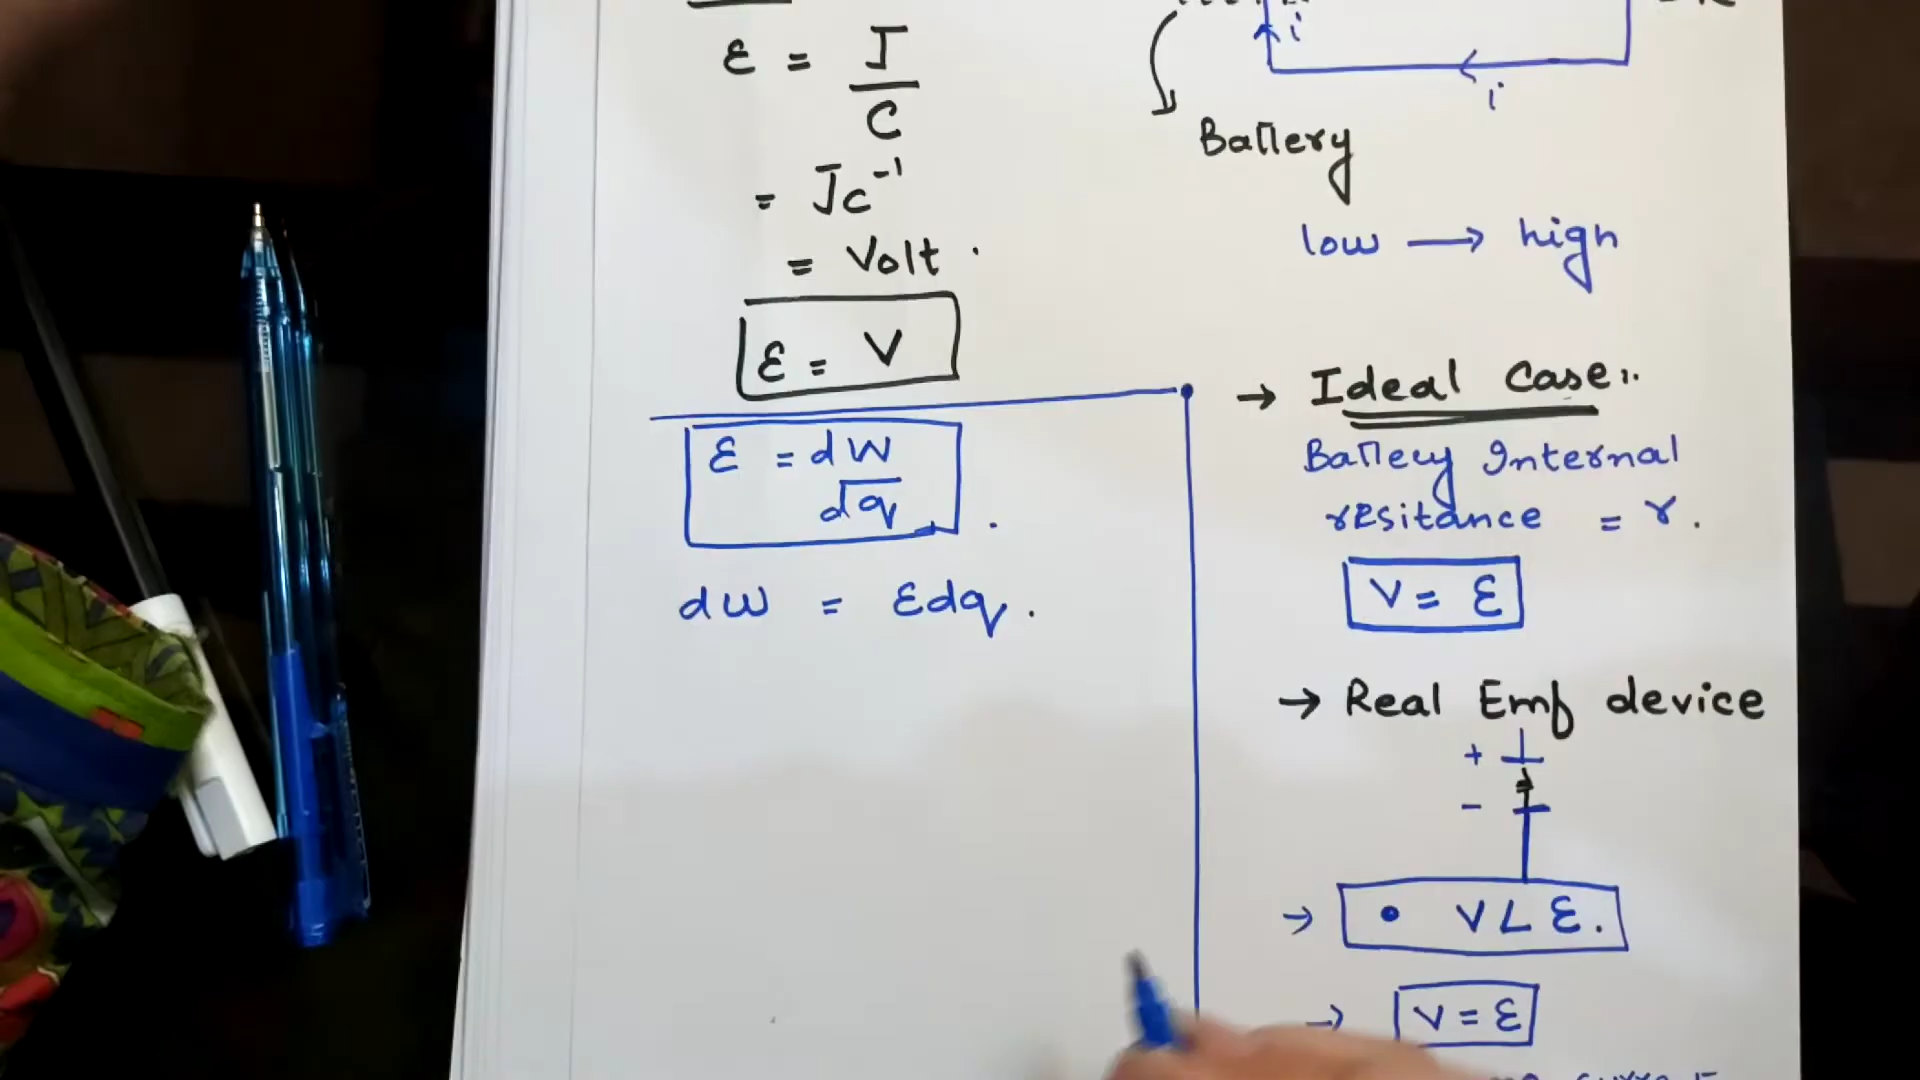 ε = J
C
= Jc⁻¹
= Volt .
ε = V
ε = dW
dq .
dw = εdq .
i
i
Battery
low → high
→ Ideal Case:.
Battery Internal
resitance = r .
V = ε
→ Real Emf device
+
-
→ • V < ε .
→ V = ε